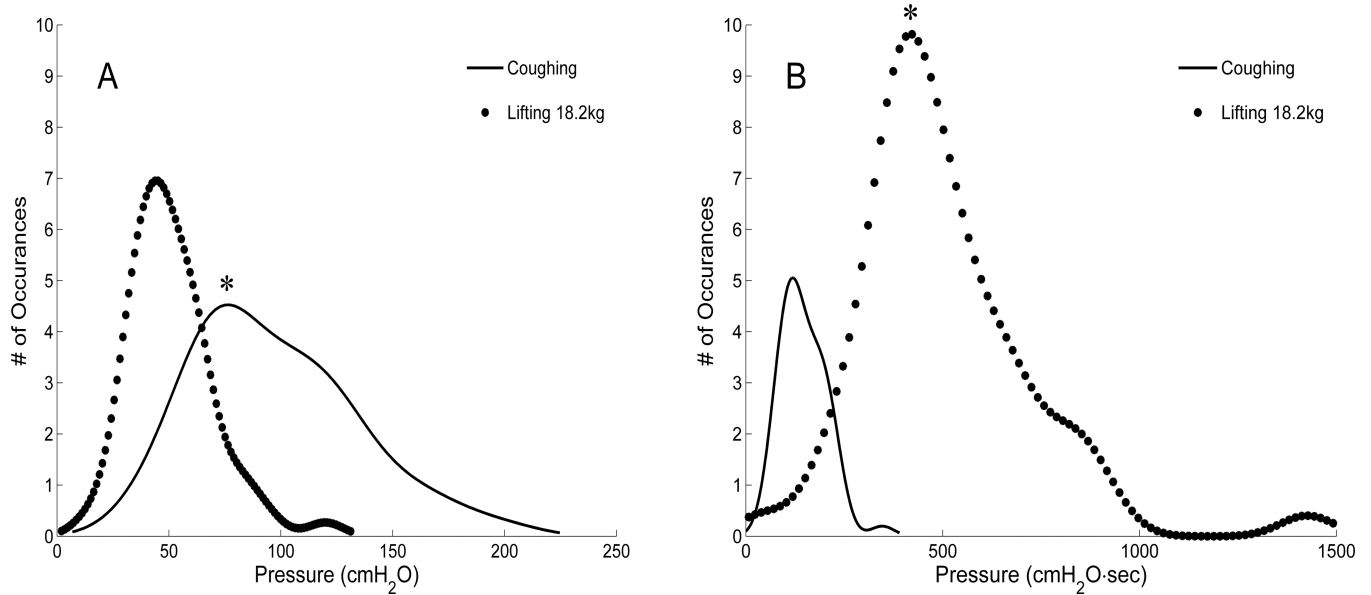 A
Coughing
Lifting 18.2kg
# of Occurances
10
9
8
7
6
5
4
3
2
1
0
*
0 50 100 150 200 250
Pressure (cmH₂O)
B
Coughing
Lifting 18.2kg
# of Occurances
10
9
8
7
6
5
4
3
2
1
0
*
0 500 1000 1500
Pressure (cmH₂O·sec)